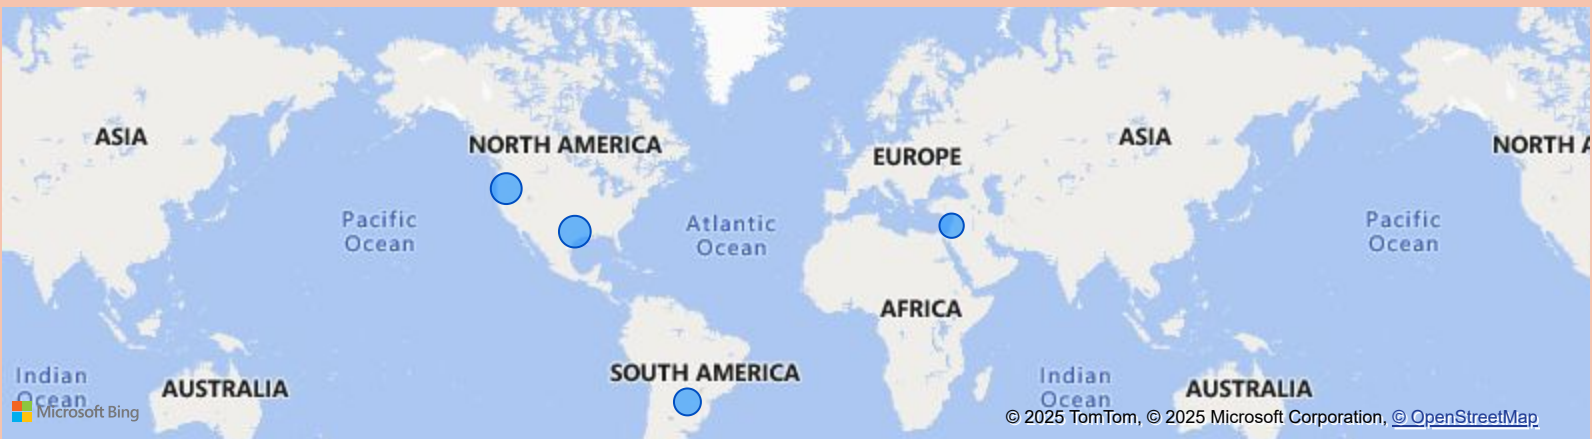 ASIA
NORTH AMERICA
EUROPE
ASIA
NORTH A
Pacific
Ocean
Atlantic
Ocean
Pacific
Ocean
AFRICA
SOUTH AMERICA
Indian
Ocean
AUSTRALIA
Indian
Ocean
AUSTRALIA
Microsoft Bing
© 2025 TomTom, © 2025 Microsoft Corporation, © OpenStreetMap